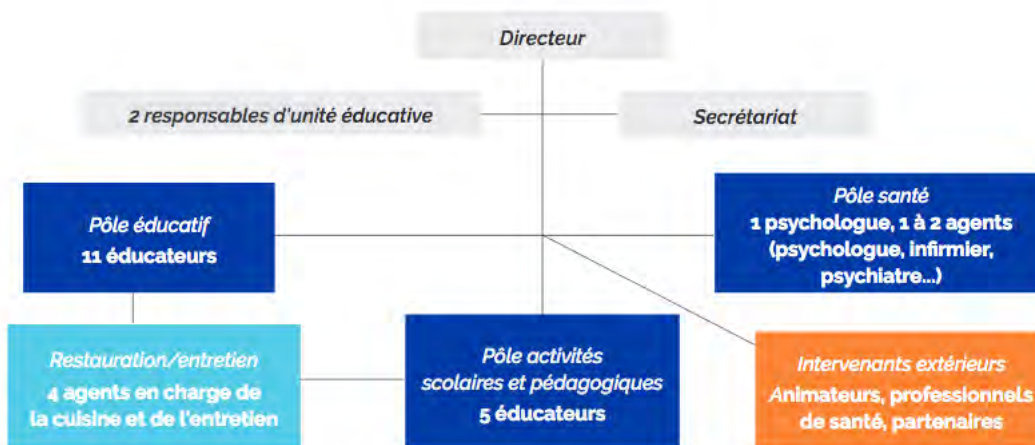 Directeur
2 responsables d'unité éducative
Secrétariat
Pôle éducatif
11 éducateurs
Pôle santé
1 psychologue, 1 à 2 agents
(psychologue, infirmier,
psychiatre...)
Restauration/entretien
4 agents en charge de
la cuisine et de l'entretien
Pôle activités
scolaires et pédagogiques
5 éducateurs
Intervenants extérieurs
Animateurs, professionnels
de santé, partenaires